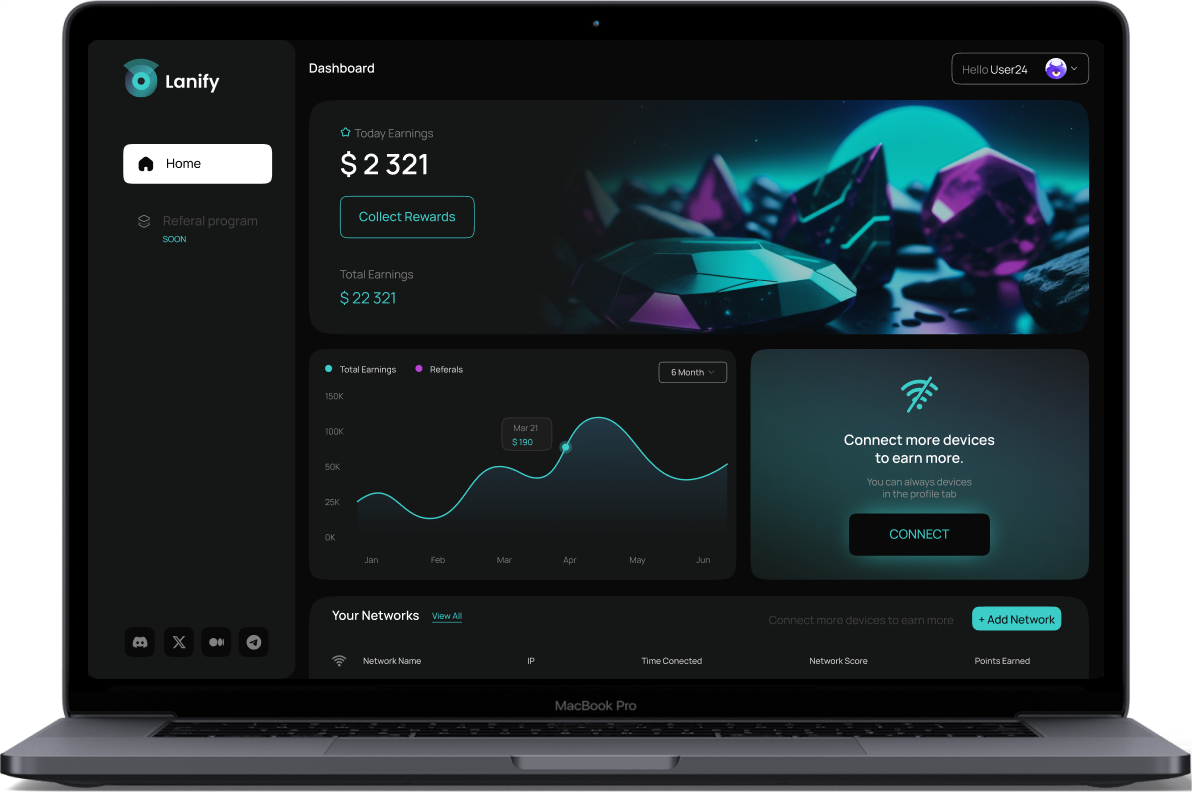 Lanify
Dashboard
Hello User24
Home
Referal program
SOON
Today Earnings
$ 2 321
Collect Rewards
Total Earnings
$ 22 321
Total Earnings
Referals
6 Month
150K
100K
50K
25K
0K
Mar 21
$ 190
Jan
Feb
Mar
Apr
May
Jun
Connect more devices
to earn more.
You can always devices
in the profile tab
CONNECT
Your Networks
View All
Connect more devices to earn more
+ Add Network
Network Name
IP
Time Conected
Network Score
Points Earned
MacBook Pro